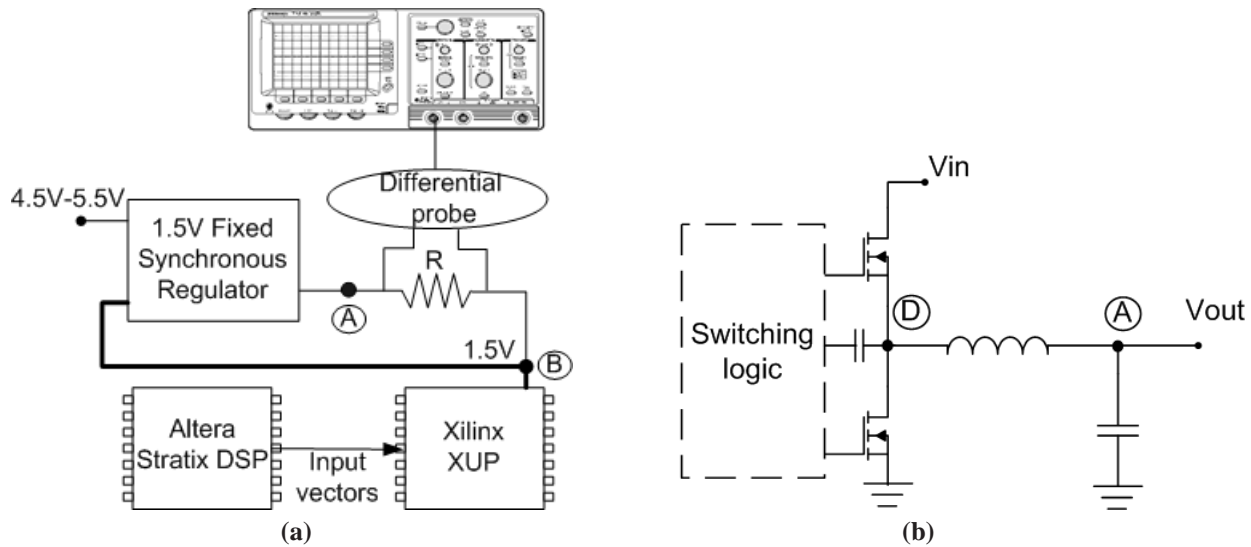 Differential
probe
4.5V-5.5V
1.5V Fixed
Synchronous
Regulator
R
A
1.5V
B
Altera
Stratix DSP
Input
vectors
Xilinx
XUP
(a)
Vin
Switching
logic
D
A
Vout
(b)